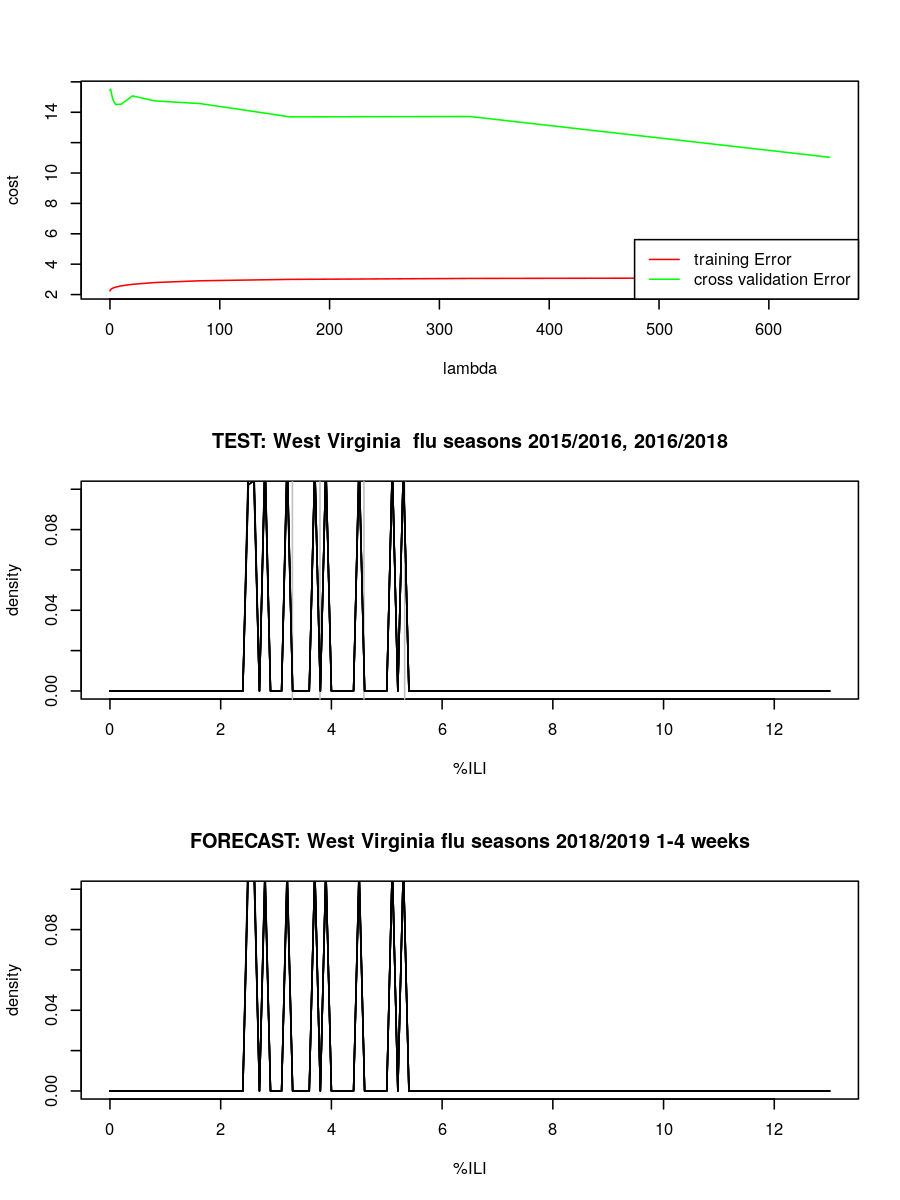 cost
14
10
8
6
4
2
training Error
cross validation Error
0 100 200 300 400 500 600
lambda
TEST: West Virginia  flu seasons 2015/2016, 2016/2018
density
0.08
0.04
0.00
0 2 4 6 8 10 12
%ILI
FORECAST: West Virginia flu seasons 2018/2019 1-4 weeks
density
0.08
0.04
0.00
0 2 4 6 8 10 12
%ILI